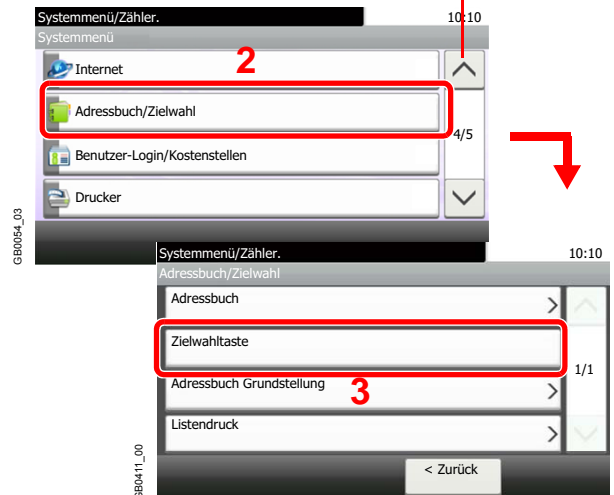 Systemmenü/Zähler.
10:10
Systemmenü
Internet
2
Adressbuch/Zielwahl
4/5
Benutzer-Login/Kostenstellen
Drucker
GB0054_03
Systemmenü/Zähler.
10:10
Adressbuch/Zielwahl
Adressbuch
Zielwahltaste
1/1
Adressbuch Grundstellung
3
Listendruck
GB0411_00
< Zurück